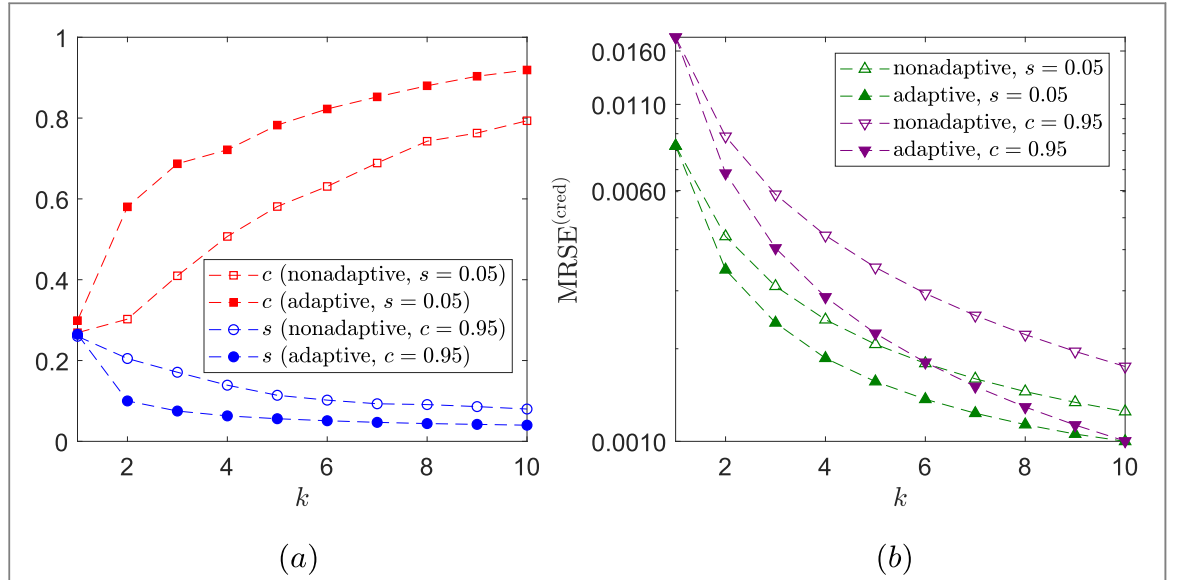 1
0.8
0.6
0.4
0.2
0
2 4 6 8 10
k
c (nonadaptive, s = 0.05)
c (adaptive, s = 0.05)
s (nonadaptive, c = 0.95)
s (adaptive, c = 0.95)
(a)
MRSE^(cred)
0.0160
0.0110
0.0060
0.0010
2 4 6 8 10
k
nonadaptive, s = 0.05
adaptive, s = 0.05
nonadaptive, c = 0.95
adaptive, c = 0.95
(b)